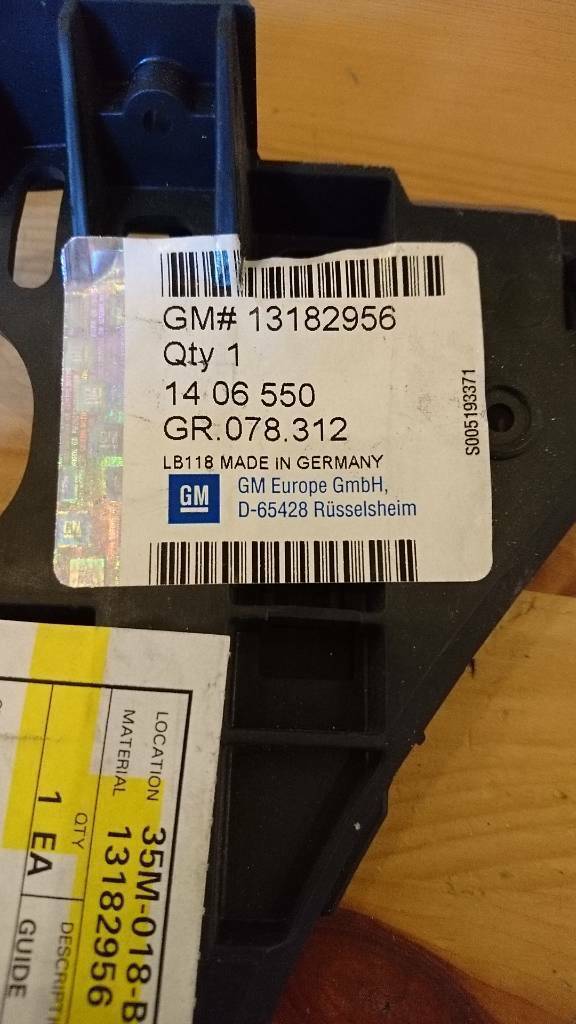 GM# 13182956
Qty 1
14 06 550
GR.078.312
LB118 MADE IN GERMANY
GM
GM Europe GmbH,
D-65428 Rüsselsheim
S005193371
GM
LOCATION 35M-018-B
MATERIAL 13182956
QTY
1 EA
GUIDE